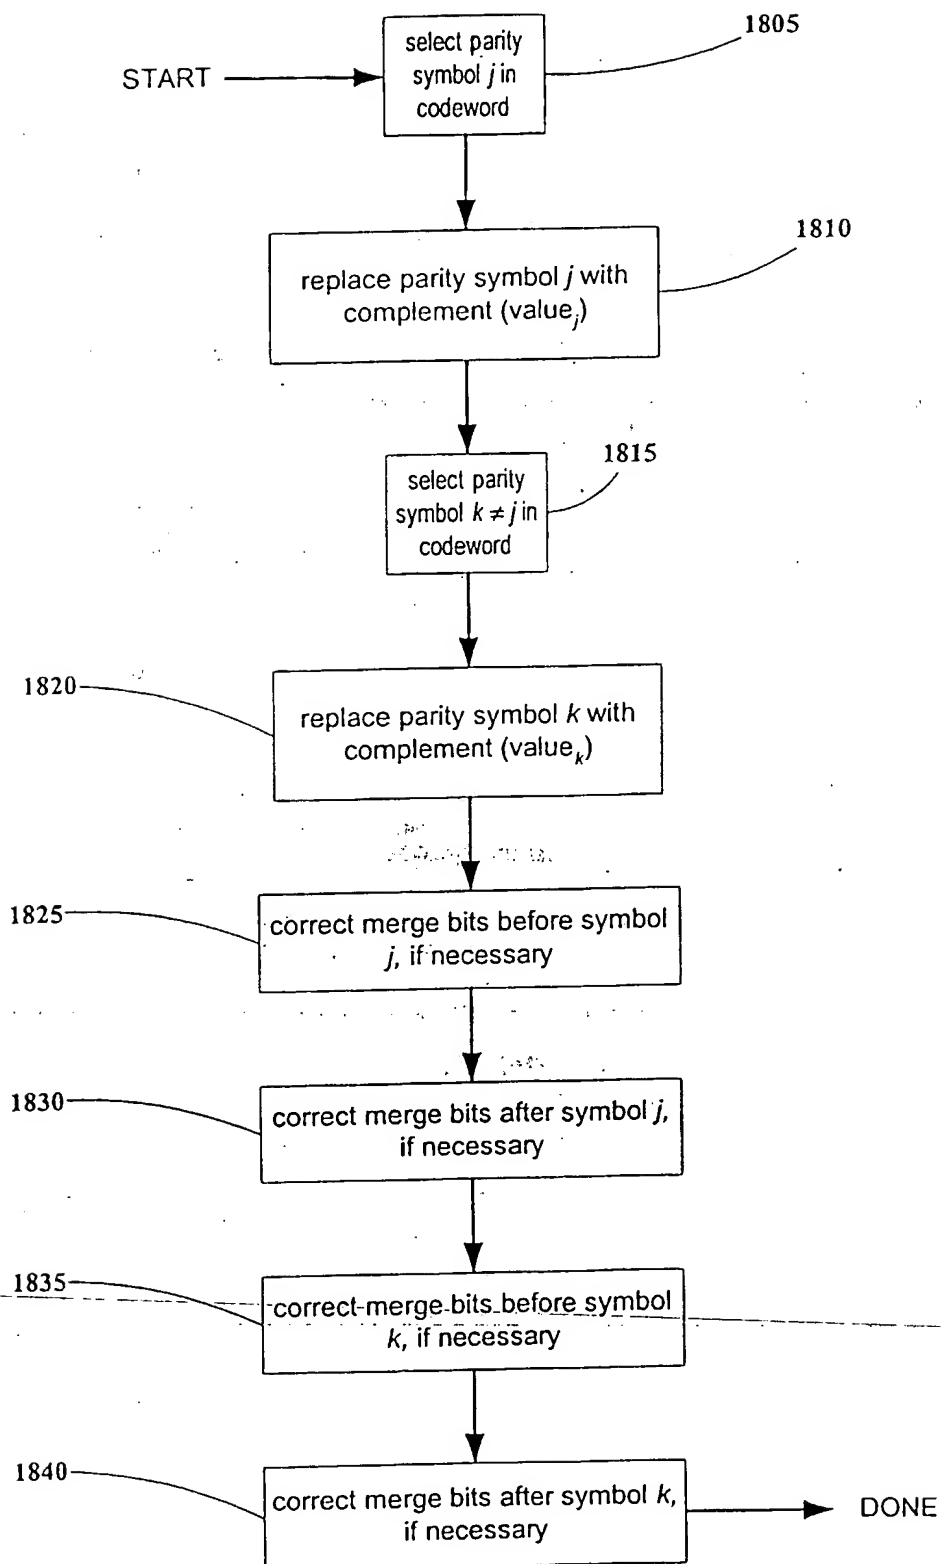 1805
select parity
symbol j in
codeword
START
1810
replace parity symbol j with
complement (valueⱼ)
1815
select parity
symbol k ≠ j in
codeword
1820
replace parity symbol k with
complement (valueₖ)
1825
correct merge bits before symbol
j, if necessary
1830
correct merge bits after symbol j,
if necessary
1835
correct merge bits before symbol
k, if necessary
1840
correct merge bits after symbol k,
if necessary
DONE